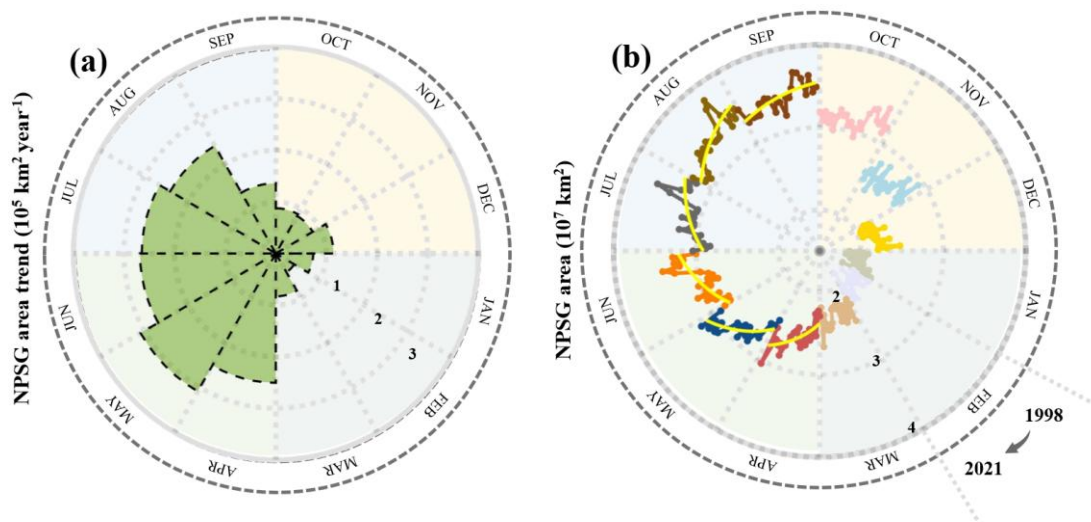 (a)
NPSG area trend (10⁵ km² year⁻¹)
OCT
NOV
DEC
JAN
FEB
MAR
APR
MAY
JUN
JUL
AUG
SEP
1
2
3
(b)
NPSG area (10⁷ km²)
OCT
NOV
DEC
JAN
FEB
MAR
APR
MAY
JUN
JUL
AUG
SEP
2
3
4
1998
2021